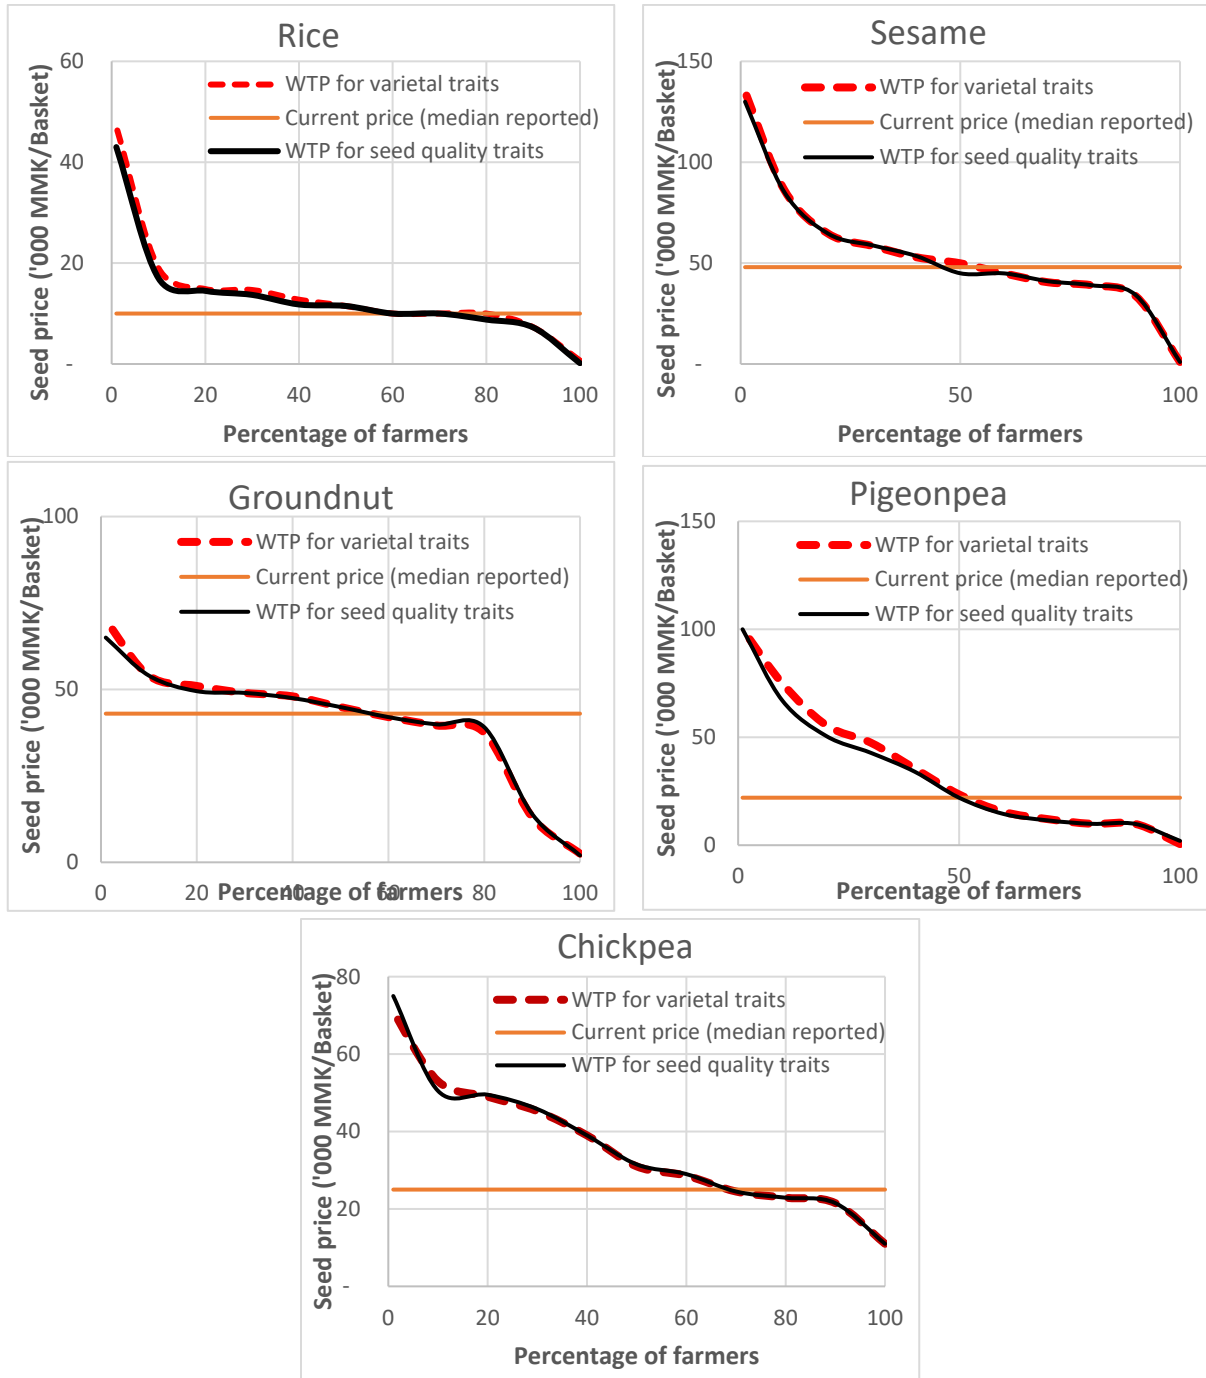 Rice
60
40
20
-
Seed price ('000 MMK/Basket)
WTP for varietal traits
Current price (median reported)
WTP for seed quality traits
0 20 40 60 80 100
Percentage of farmers
Sesame
150
100
50
-
Seed price ('000 MMK/Basket)
WTP for varietal traits
Current price (median reported)
WTP for seed quality traits
0 50 100
Percentage of farmers
Groundnut
100
50
0
Seed price ('000 MMK/Basket)
WTP for varietal traits
Current price (median reported)
WTP for seed quality traits
0 20 40 60 80 100
Percentage of farmers
Pigeonpea
150
100
50
0
Seed price ('000 MMK/Basket)
WTP for varietal traits
Current price (median reported)
WTP for seed quality traits
0 50 100
Percentage of farmers
Chickpea
80
60
40
20
-
Seed price ('000 MMK/Basket)
WTP for varietal traits
Current price (median reported)
WTP for seed quality traits
0 20 40 60 80 100
Percentage of farmers